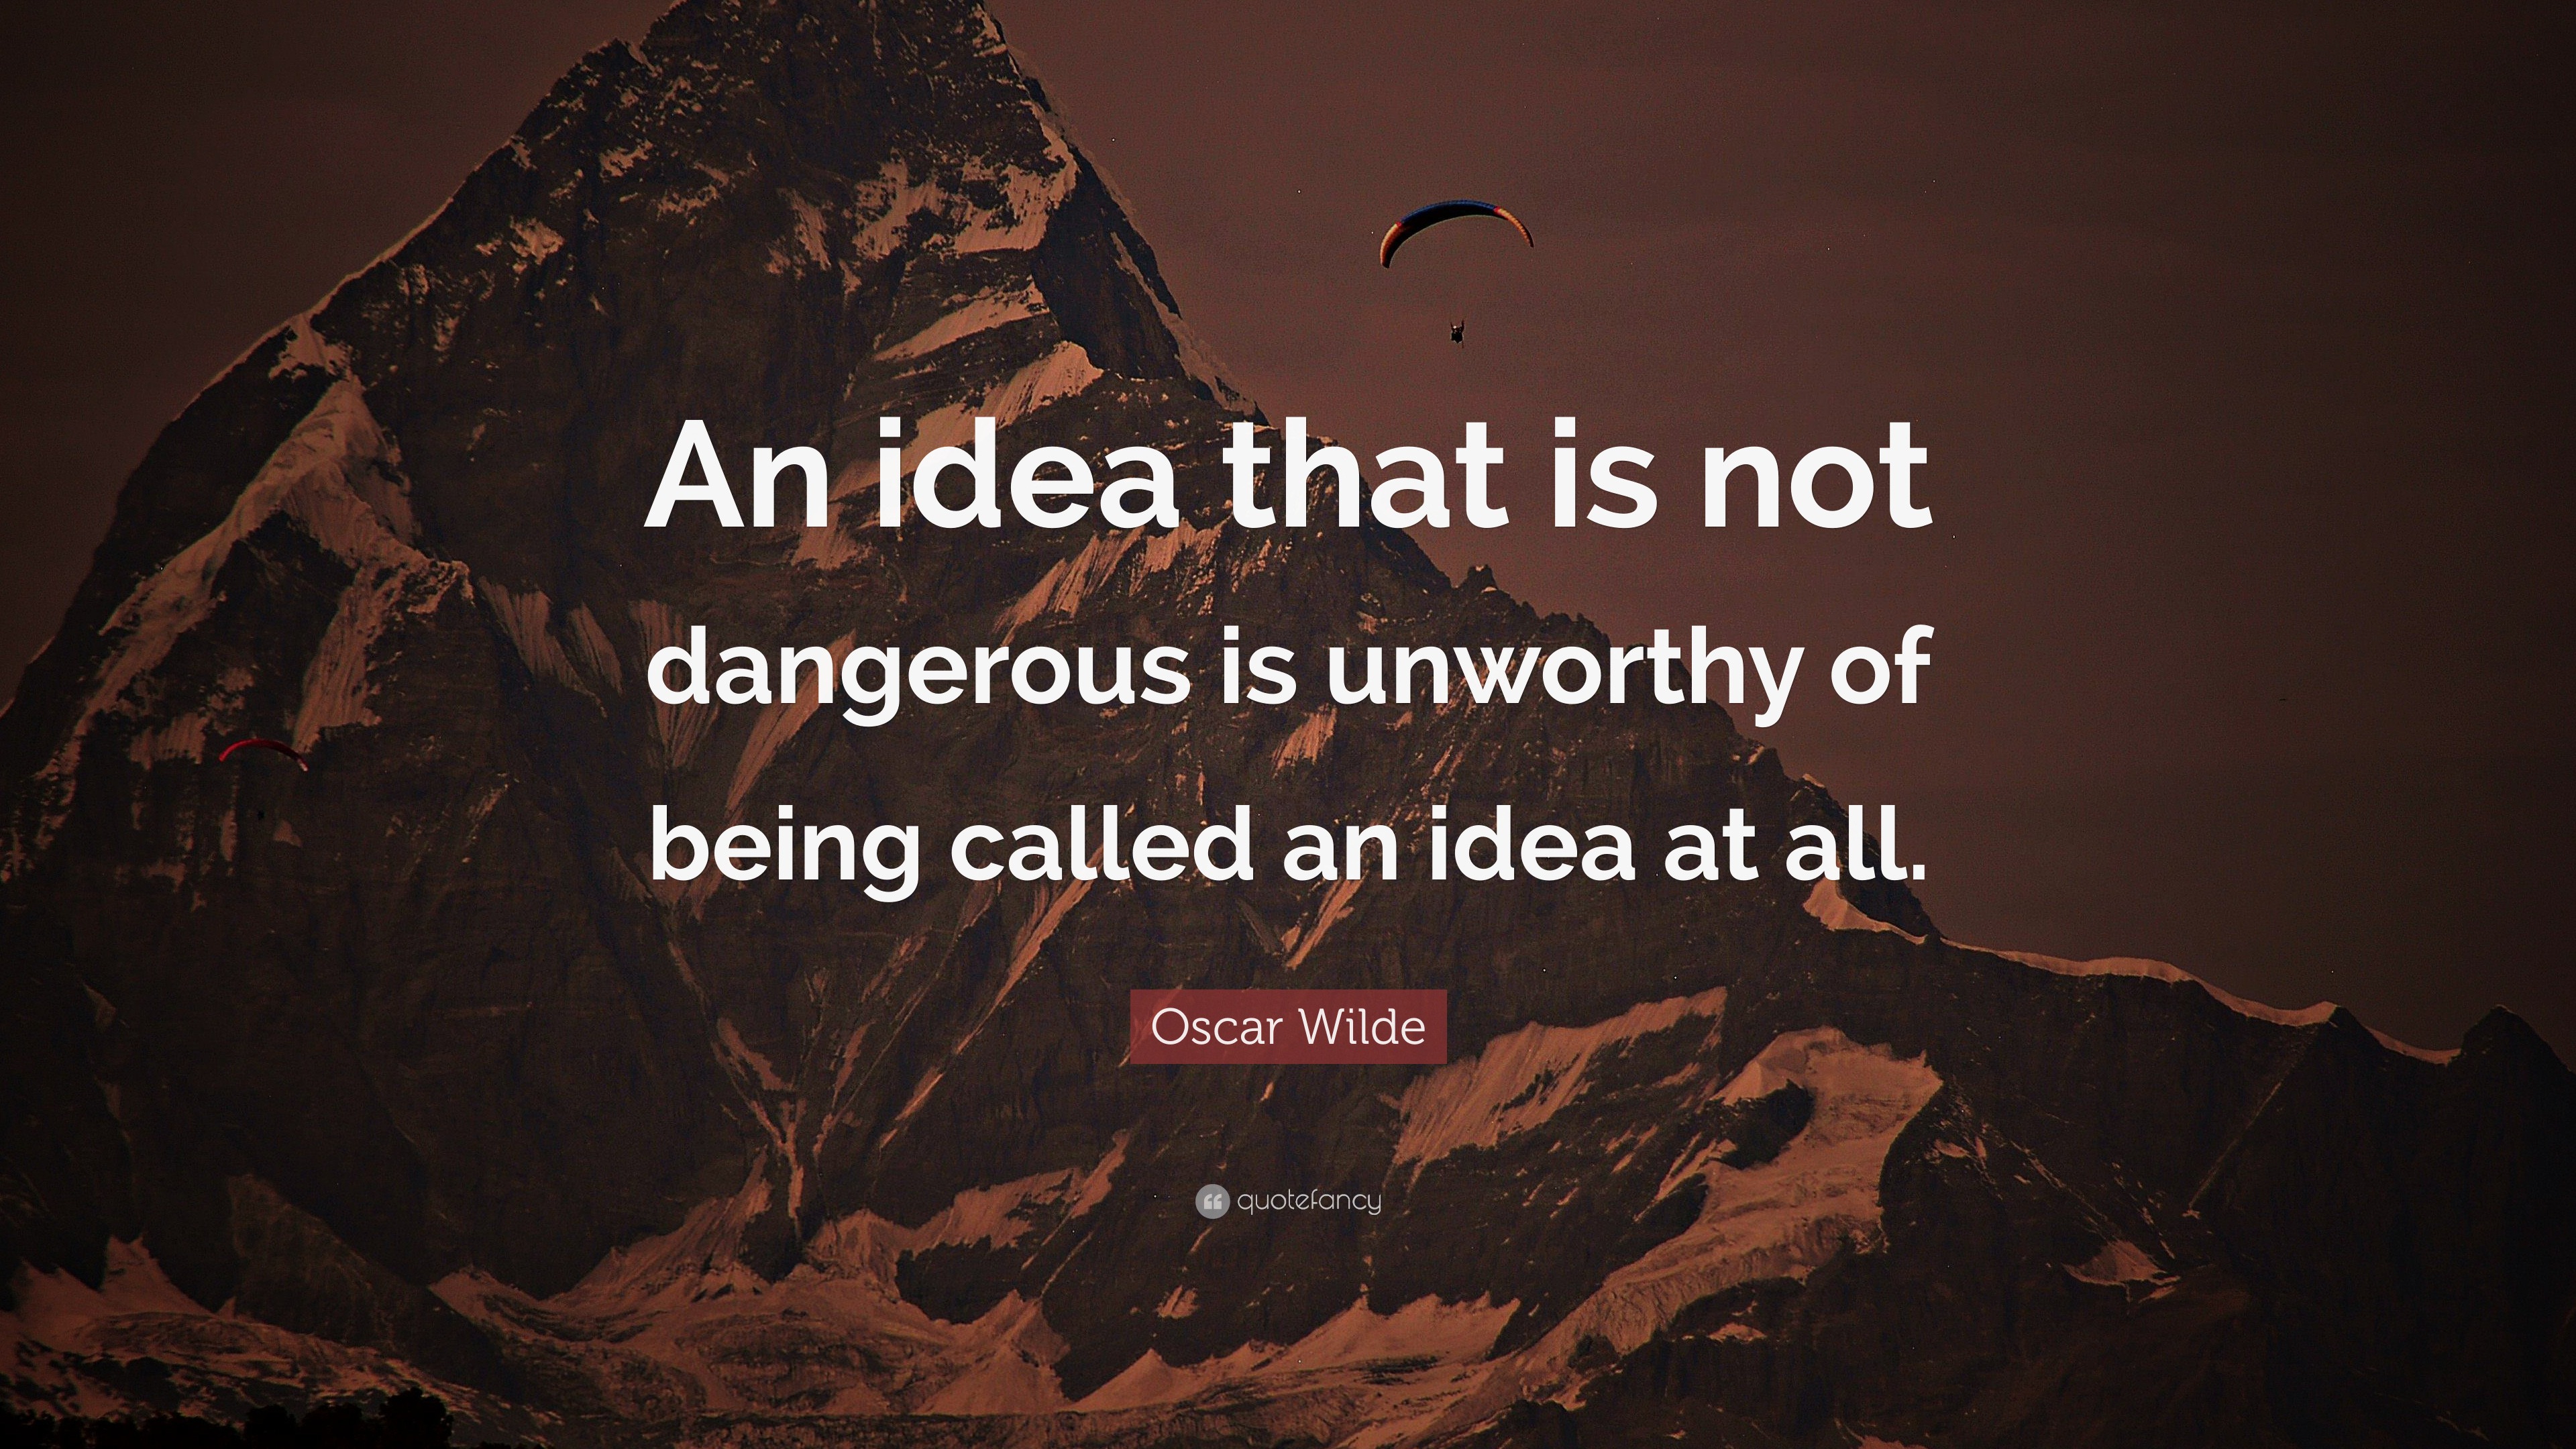 An idea that is not
dangerous is unworthy of
being called an idea at all.
Oscar Wilde
quotefancy